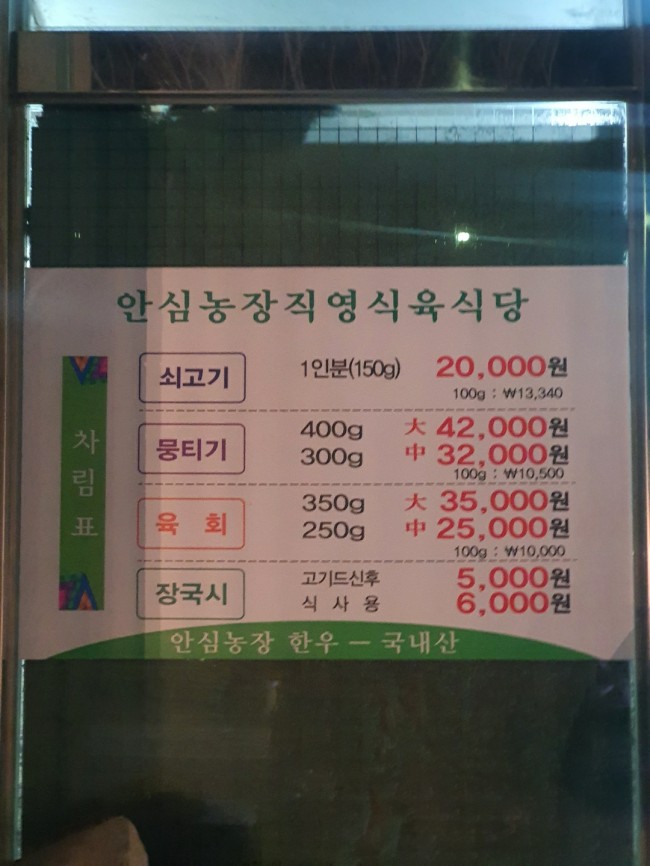 안심농장직영식육식당
차림표
쇠고기 1인분(150g) 20,000원
100g : ₩13,340
뭉티기 400g 大 42,000원
300g 中 32,000원
100g : ₩10,500
육 회 350g 大 35,000원
250g 中 25,000원
100g : ₩10,000
장국시 고기드신후 5,000원
식 사 용 6,000원
안심농장 한우 — 국내산